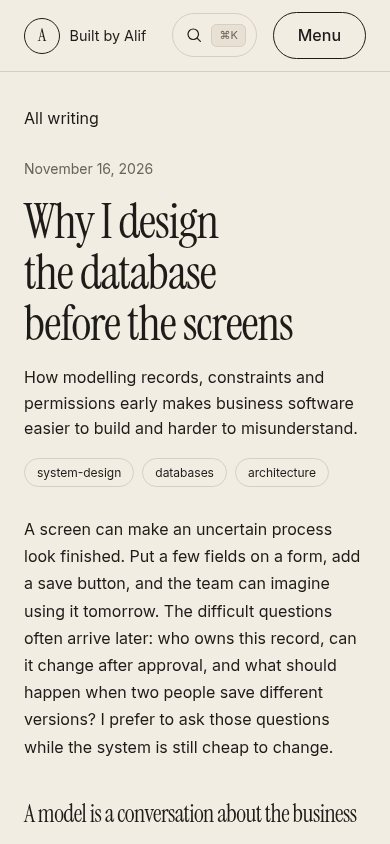 A Built by Alif ⌘K Menu
All writing
November 16, 2026
Why I design
the database
before the screens
How modelling records, constraints and
permissions early makes business software
easier to build and harder to misunderstand.
system-design databases architecture
A screen can make an uncertain process
look finished. Put a few fields on a form, add
a save button, and the team can imagine
using it tomorrow. The difficult questions
often arrive later: who owns this record, can
it change after approval, and what should
happen when two people save different
versions? I prefer to ask those questions
while the system is still cheap to change.
A model is a conversation about the business